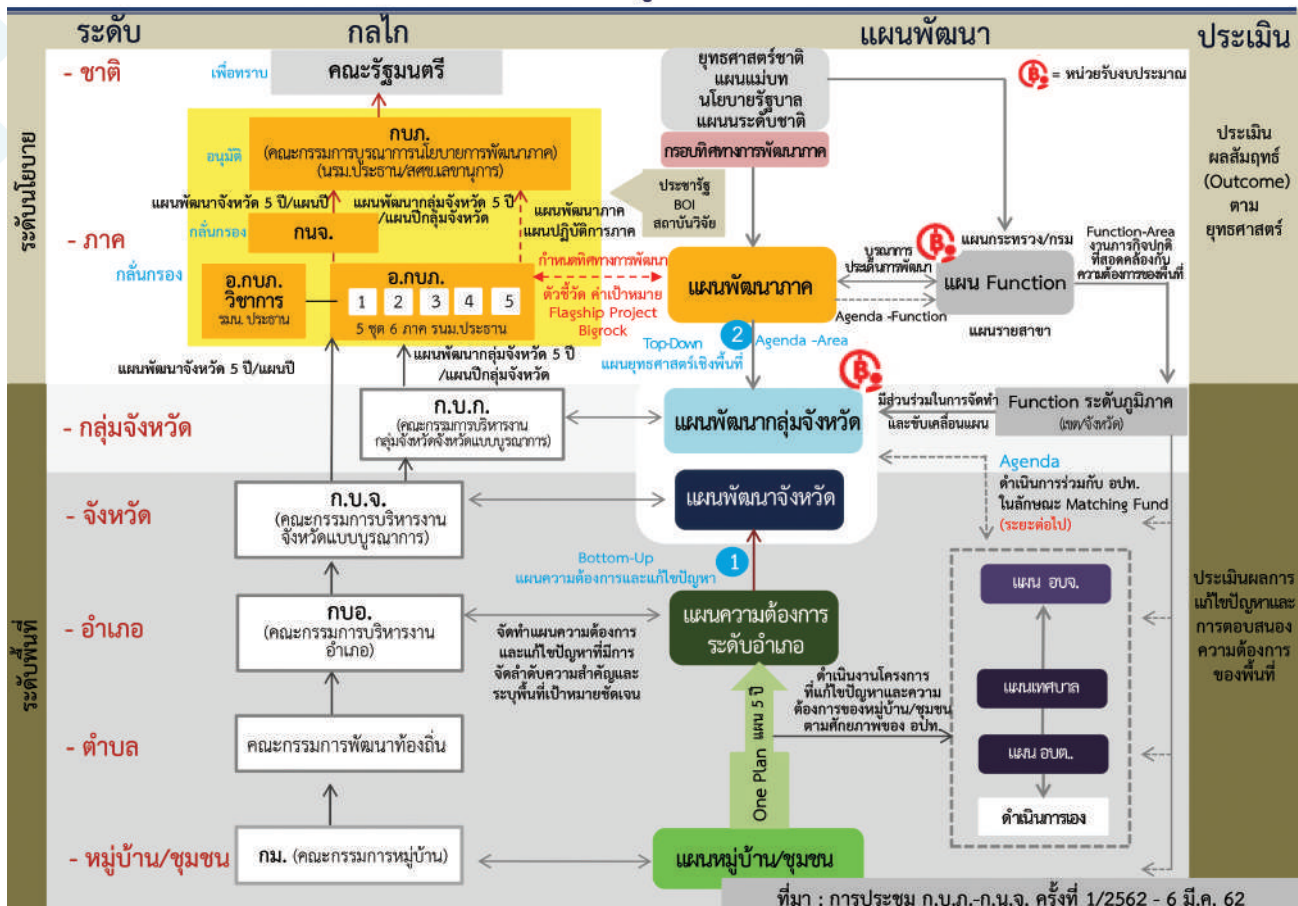 ระดับ
กลไก
แผนพัฒนา
ประเมิน
ระดับนโยบาย
- ชาติ
เพื่อทราบ
คณะรัฐมนตรี
ยุทธศาสตร์ชาติ
แผนแม่บท
นโยบายรัฐบาล
แผนระดับชาติ
= หน่วยรับงบประมาณ
กรอบทิศทางการพัฒนาภาค
อนุมัติ
กบภ.
(คณะกรรมการบูรณาการนโยบายการพัฒนาภาค)
(นรม.ประธาน/สศช.เลขานุการ)
ประชารัฐ
BOI
สถาบันวิจัย
ประเมิน
ผลสัมฤทธ์
(Outcome)
ตาม
ยุทธศาสตร์
แผนพัฒนาจังหวัด 5 ปี/แผนปี
แผนพัฒนากลุ่มจังหวัด 5 ปี
/แผนปีกลุ่มจังหวัด
แผนพัฒนาภาค
แผนปฏิบัติการภาค
- ภาค
กลั่นกรอง
กนจ.
กลั่นกรอง
อ.กบภ.
วิชาการ
รมน. ประธาน
อ.กบภ.
1 2 3 4 5
5 ชุด 6 ภาค รนม.ประธาน
กำหนดทิศทางการพัฒนา
ตัวชี้วัด ค่าเป้าหมาย
Flagship Project
Bigrock
แผนพัฒนาภาค
บูรณาการ
ประเด็นการพัฒนา
Agenda -Function
แผนกระทรวง/กรม
แผน Function
แผนรายสาขา
Function-Area
งานภารกิจปกติ
ที่สอดคล้องกับ
ความต้องการของพื้นที่
2
Top-Down
แผนยุทธศาสตร์เชิงพื้นที่
Agenda -Area
แผนพัฒนาจังหวัด 5 ปี/แผนปี
แผนพัฒนากลุ่มจังหวัด 5 ปี
/แผนปีกลุ่มจังหวัด
- กลุ่มจังหวัด
ก.บ.ก.
(คณะกรรมการบริหารงาน
กลุ่มจังหวัดจังหวัดแบบบูรณาการ)
แผนพัฒนากลุ่มจังหวัด
มีส่วนร่วมในการจัดทำ
และขับเคลื่อนแผน
Function ระดับภูมิภาค
(เขต/จังหวัด)
ระดับพื้นที่
- จังหวัด
ก.บ.จ.
(คณะกรรมการบริหารงาน
จังหวัดแบบบูรณาการ)
แผนพัฒนาจังหวัด
Agenda
ดำเนินการร่วมกับ อปท.
ในลักษณะ Matching Fund
(ระยะต่อไป)
Bottom-Up
แผนความต้องการและแก้ไขปัญหา
1
- อำเภอ
กบอ.
(คณะกรรมการบริหารงาน
อำเภอ)
จัดทำแผนความต้องการ
และแก้ไขปัญหาที่มีการ
จัดลำดับความสำคัญและ
ระบุพื้นที่เป้าหมายชัดเจน
แผนความต้องการ
ระดับอำเภอ
ดำเนินงานโครงการ
ที่แก้ไขปัญหาและความ
ต้องการของหมู่บ้าน/ชุมชน
ตามศักยภาพของ อปท.
แผน อบจ.
แผนเทศบาล
แผน อบต..
ดำเนินการเอง
ประเมินผลการ
แก้ไขปัญหาและ
การตอบสนอง
ความต้องการ
ของพื้นที่
- ตำบล
คณะกรรมการพัฒนาท้องถิ่น
One Plan แผน 5 ปี
- หมู่บ้าน/ชุมชน
กม. (คณะกรรมการหมู่บ้าน)
แผนหมู่บ้าน/ชุมชน
ที่มา : การประชุม ก.บ.ภ.-ก.น.จ. ครั้งที่ 1/2562 - 6 มี.ค. 62